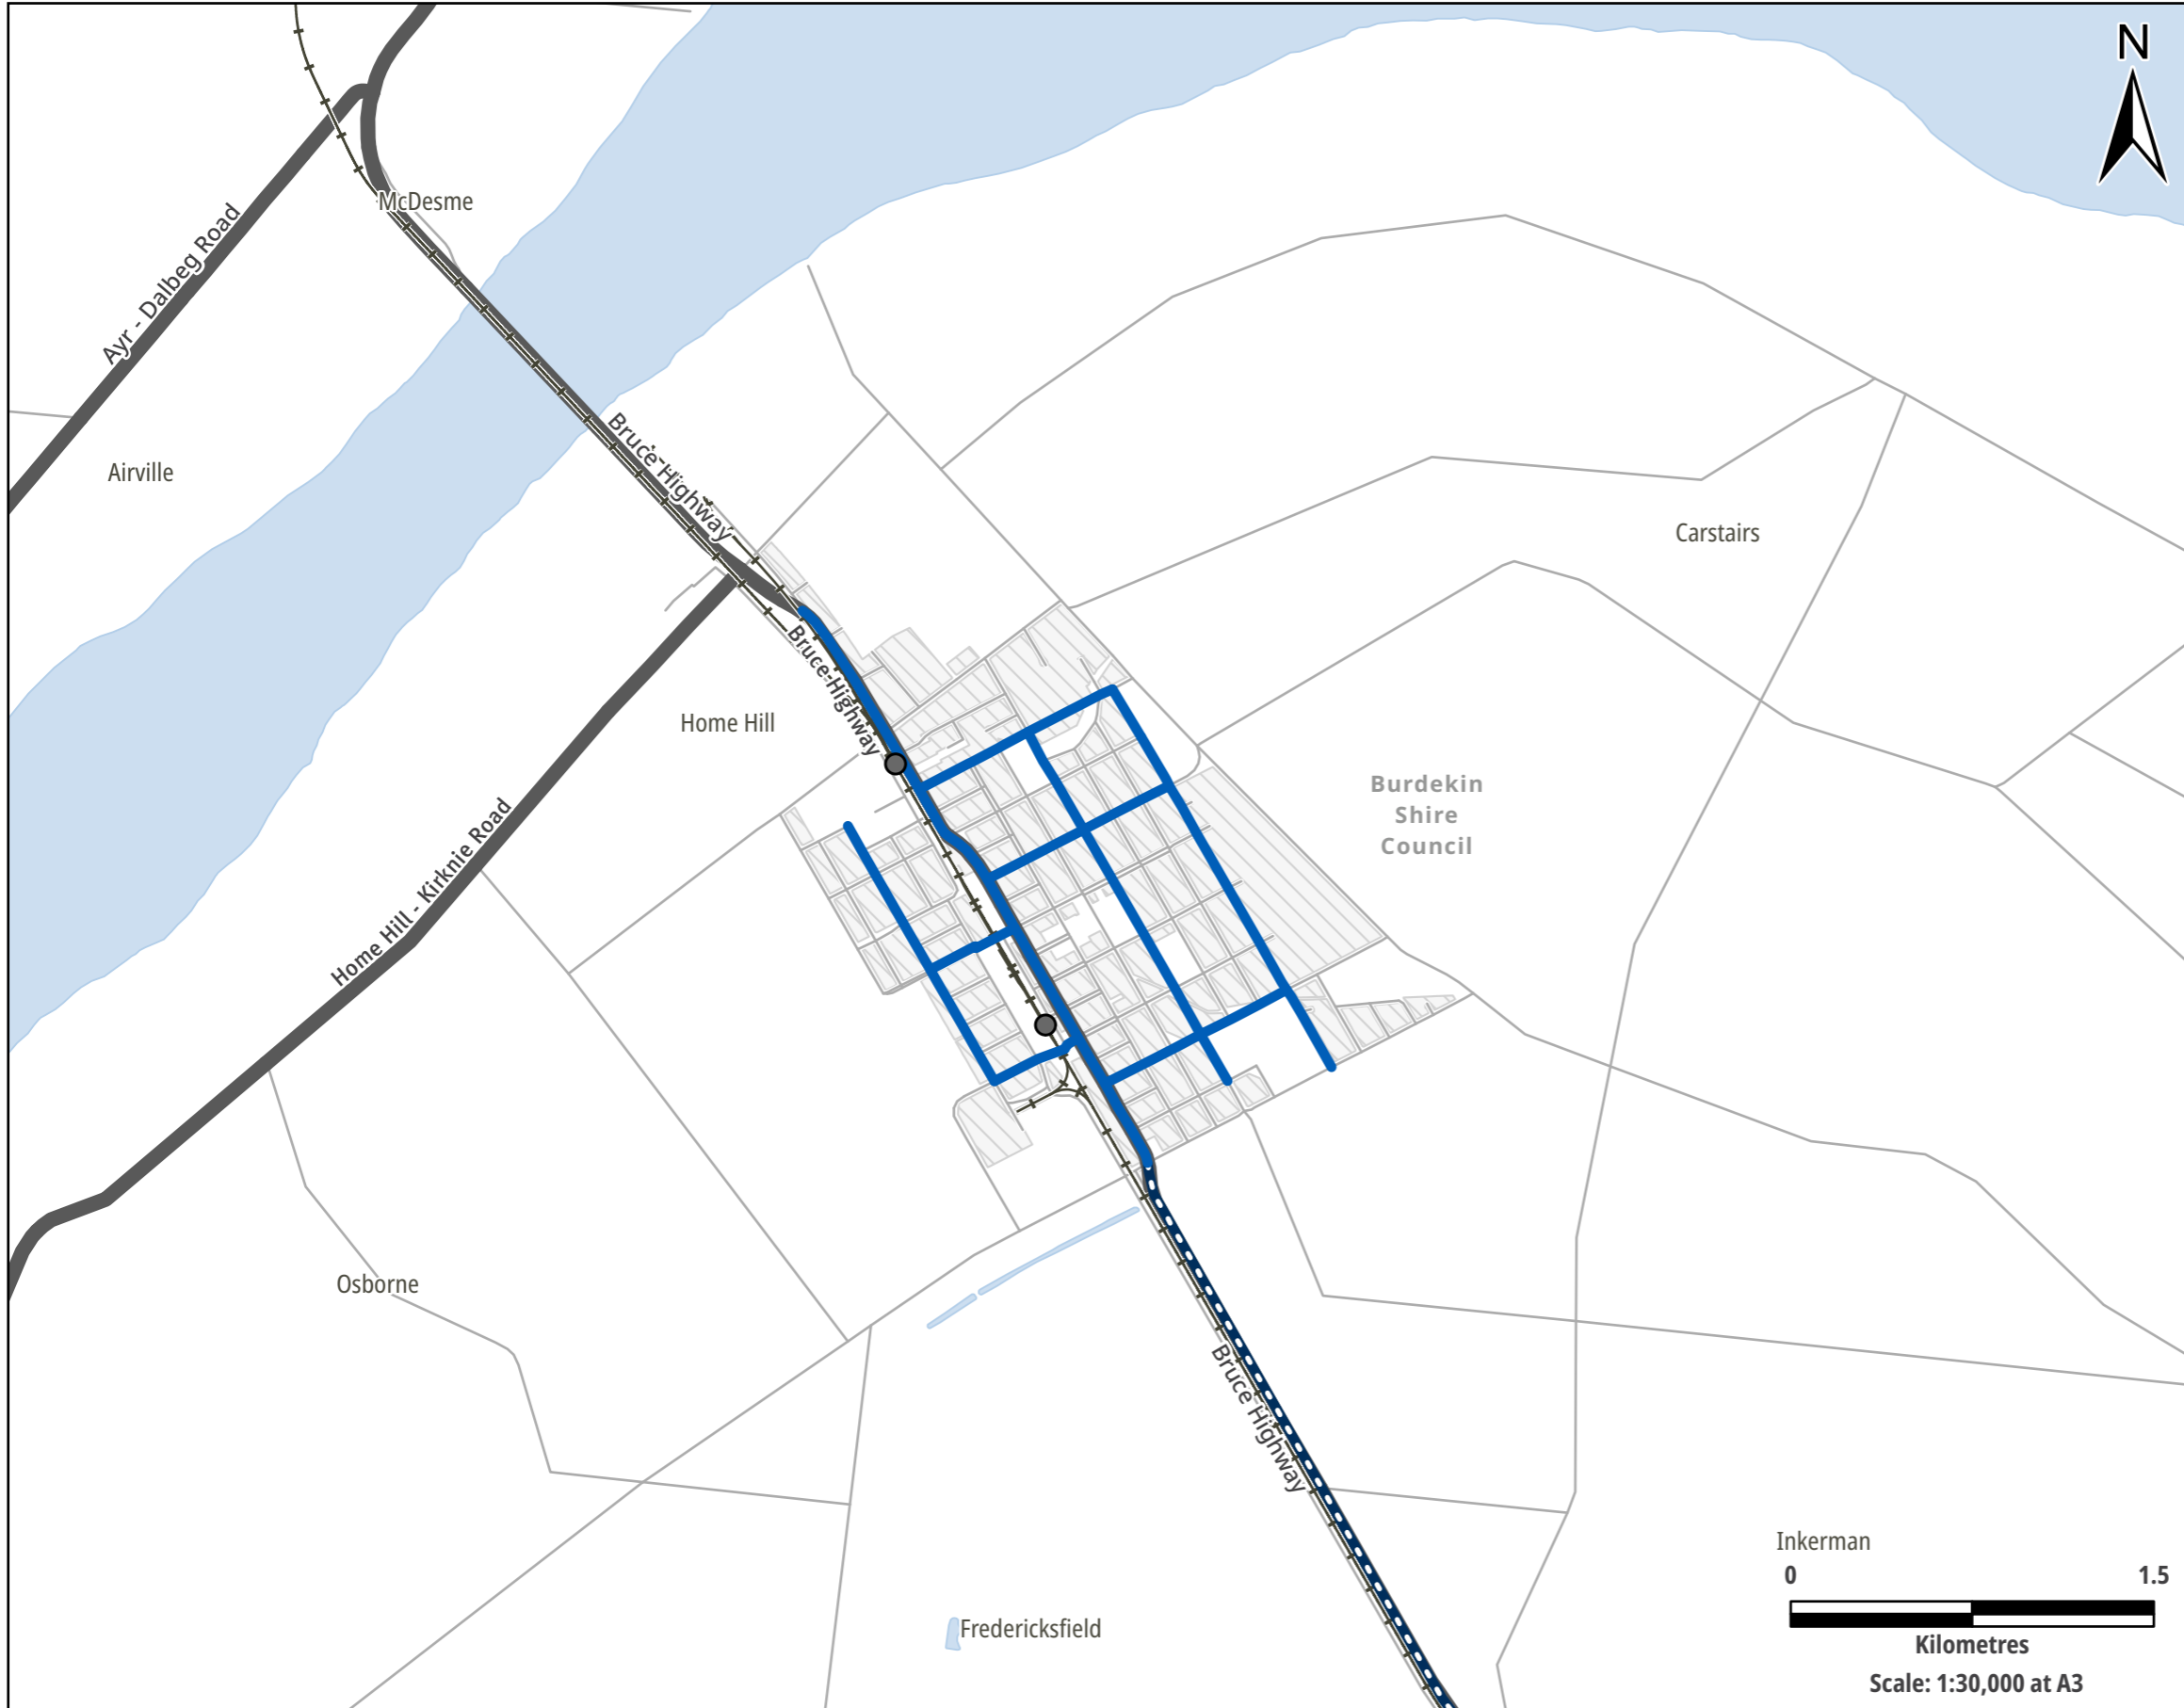 N
McDesme
Ayr - Dalbeg Road
Airville
Bruce Highway
Carstairs
Bruce Highway
Home Hill
Burdekin
Shire
Council
Home Hill - Kirknie Road
Osborne
Bruce Highway
Inkerman
0 1.5
Kilometres
Scale: 1:30,000 at A3
Fredericksfield